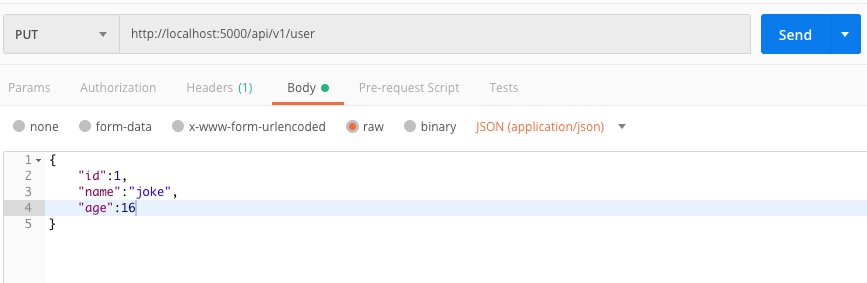 PUT http://localhost:5000/api/v1/user Send
Params Authorization Headers (1) Body Pre-request Script Tests
none form-data x-www-form-urlencoded raw binary JSON (application/json)
1 {
2 "id":1,
3 "name":"joke",
4 "age":16
5 }